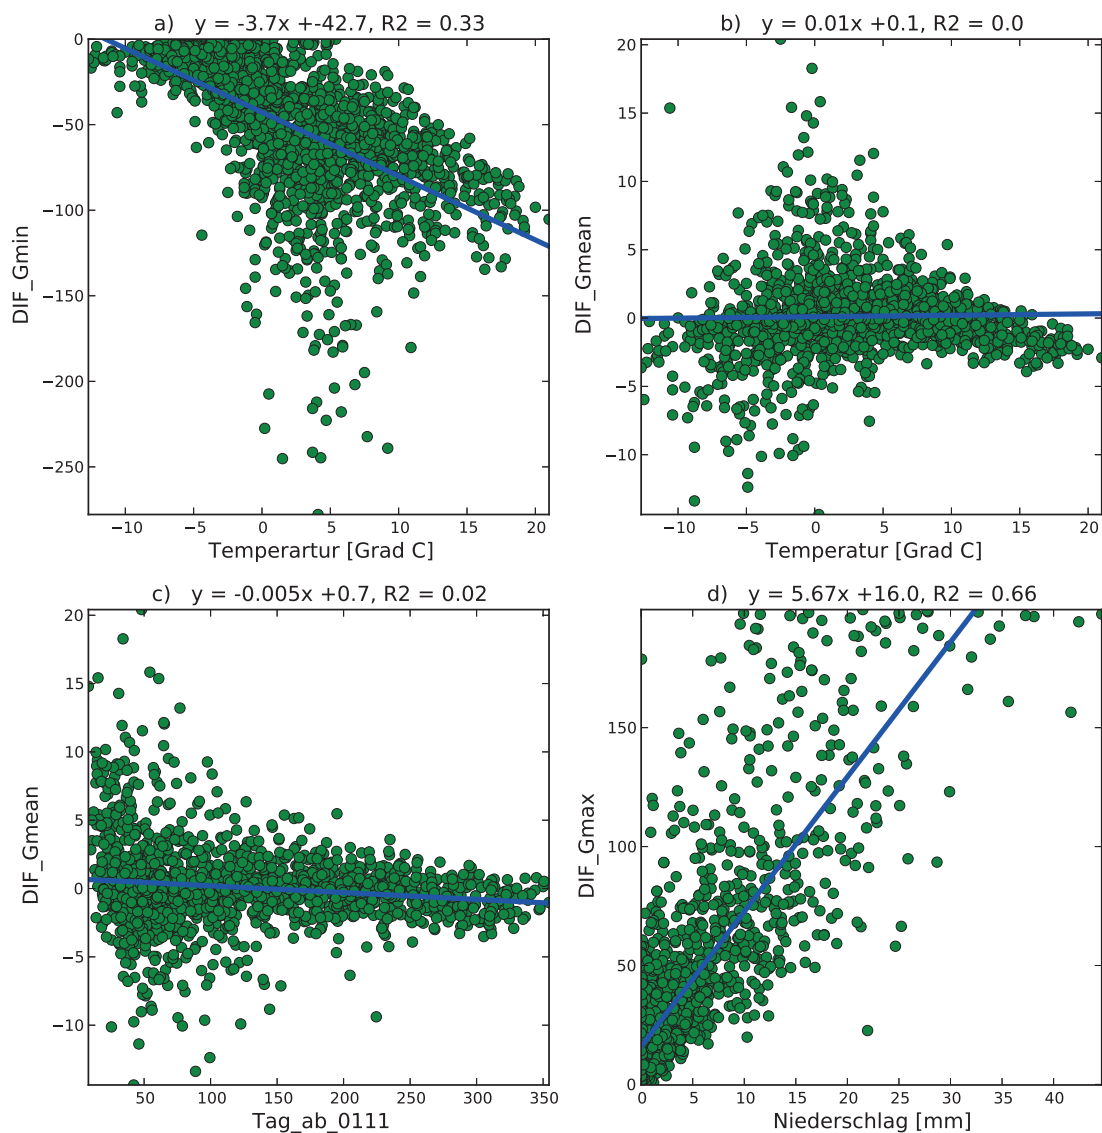 a) y = -3.7x +-42.7, R2 = 0.33
0
−50
−100
−150
−200
−250
DIF_Gmin
−10 −5 0 5 10 15 20
Temperartur [Grad C]
b) y = 0.01x +0.1, R2 = 0.0
20
15
10
5
0
−5
−10
DIF_Gmean
−10 −5 0 5 10 15 20
Temperatur [Grad C]
c) y = -0.005x +0.7, R2 = 0.02
20
15
10
5
0
−5
−10
DIF_Gmean
50 100 150 200 250 300 350
Tag_ab_0111
d) y = 5.67x +16.0, R2 = 0.66
150
100
50
0
DIF_Gmax
0 5 10 15 20 25 30 35 40
Niederschlag [mm]